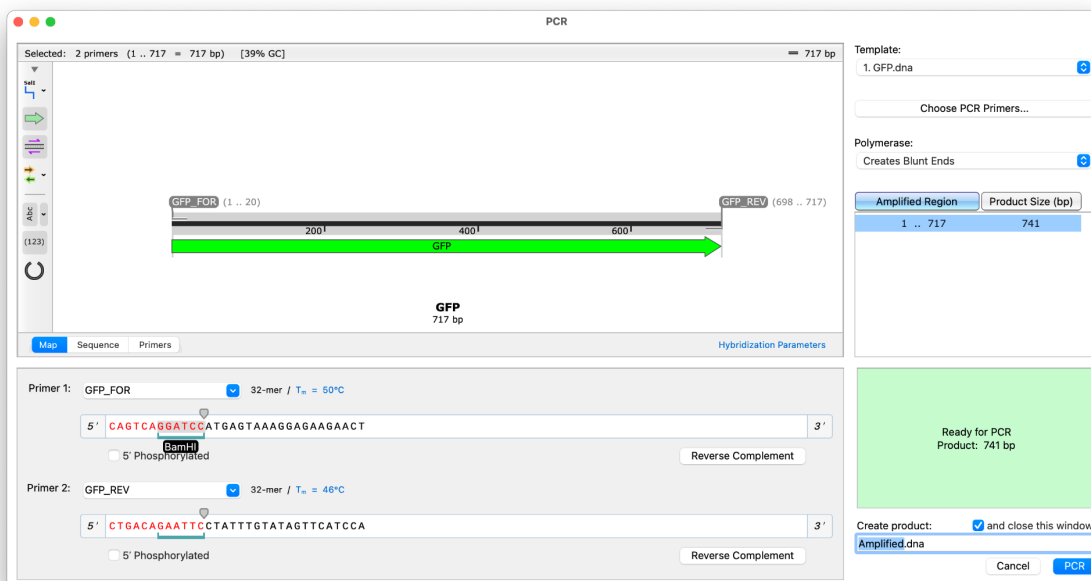 PCR
Selected: 2 primers (1 .. 717 = 717 bp) [39% GC]
717 bp
SalI
Abc
(123)
GFP_FOR (1 .. 20)
GFP_REV (698 .. 717)
200
400
600
GFP
GFP
717 bp
Map
Sequence
Primers
Hybridization Parameters
Template:
1. GFP.dna
Choose PCR Primers...
Polymerase:
Creates Blunt Ends
Amplified Region
Product Size (bp)
1 .. 717
741
Primer 1:
GFP_FOR
32-mer / Tm = 50°C
5' CAGTCAGGATCCATGAGTAAAGGAGAAGAACT 3'
BamHI
5' Phosphorylated
Reverse Complement
Primer 2:
GFP_REV
32-mer / Tm = 46°C
5' CTGACAGAATTCCTATTTGTATAGTTCATCCA 3'
5' Phosphorylated
Reverse Complement
Ready for PCR
Product: 741 bp
Create product:
and close this window
Amplified.dna
Cancel
PCR